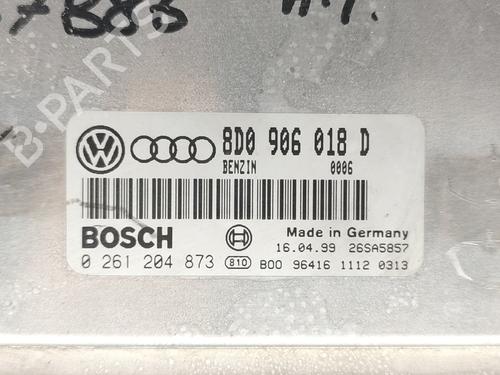 B-PARTS
8D0 906 018 D
BENZIN 0006
BOSCH
Made in Germany
16.04.99 26SA5857
0 261 204 873 810 B00 96416 1112 0313